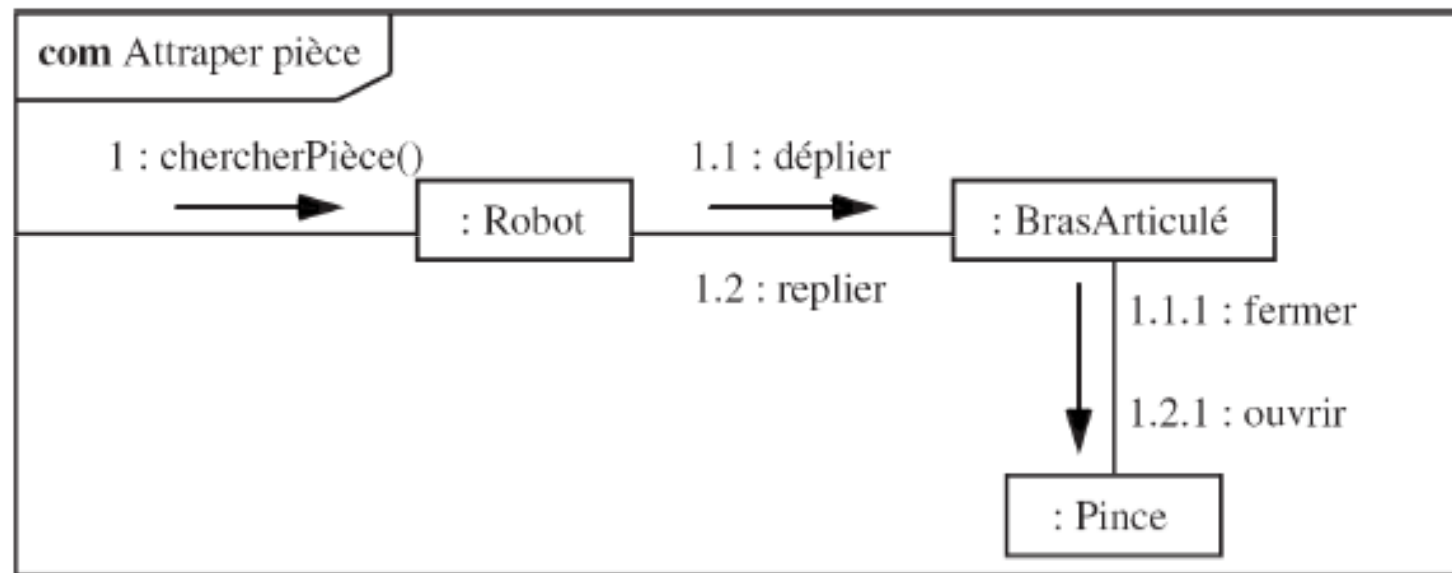 com Attraper pièce
1 : chercherPièce()
1.1 : déplier
: Robot
: BrasArticulé
1.2 : replier
1.1.1 : fermer
1.2.1 : ouvrir
: Pince